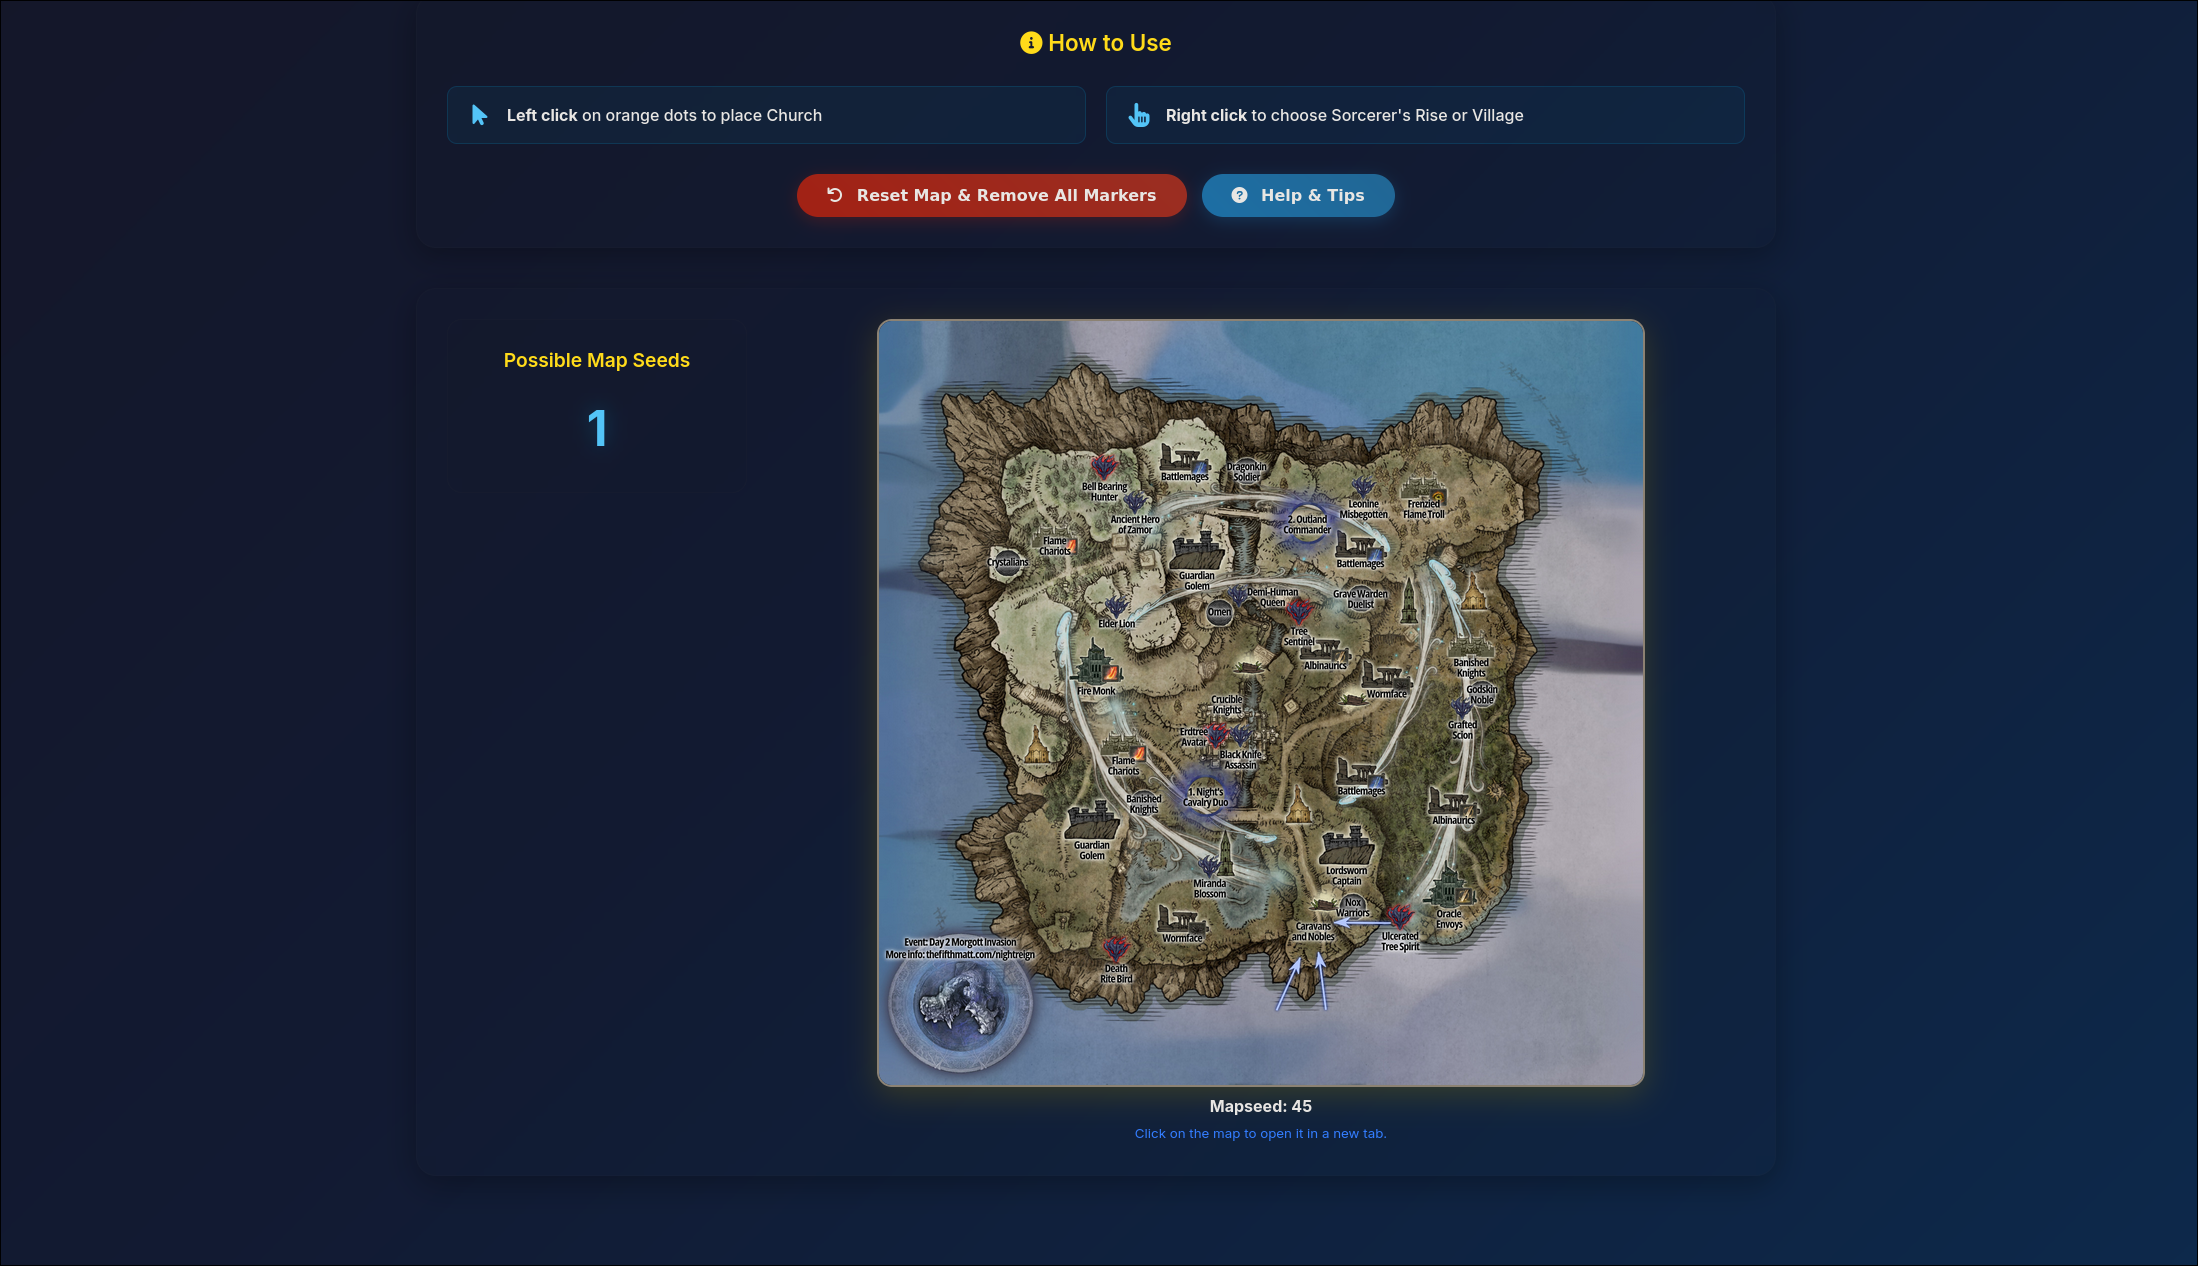 How to Use
Left click on orange dots to place Church
Right click to choose Sorcerer's Rise or Village
Reset Map & Remove All Markers
Help & Tips
Possible Map Seeds
1
Bell Bearing
Hunter
Battlemages
Dragonkin
Soldier
Ancient Hero
of Zamor
2. Outland
Commander
Leonine
Misbegotten
Frenzied
Flame Troll
Flame
Chariots
Crystalians
Guardian
Golem
Battlemages
Elder Lion
Omen
Demi-Human
Queen
Grave Warden
Duelist
Tree
Sentinel
Albinaurics
Wormface
Banished
Knights
Godskin
Noble
Grafted
Scion
Fire Monk
Crucible
Knights
Erdtree
Avatar
Black Knife
Assassin
Flame
Chariots
Banished
Knights
1. Night's
Cavalry Duo
Battlemages
Albinaurics
Guardian
Golem
Lordsworn
Captain
Miranda
Blossom
Nox
Warriors
Oracle
Envoys
Wormface
Caravans
and Nobles
Ulcerated
Tree Spirit
Death
Rite Bird
Event: Day 2 Morgott Invasion
More info: thefifthmatt.com/nightreign
Mapseed: 45
Click on the map to open it in a new tab.